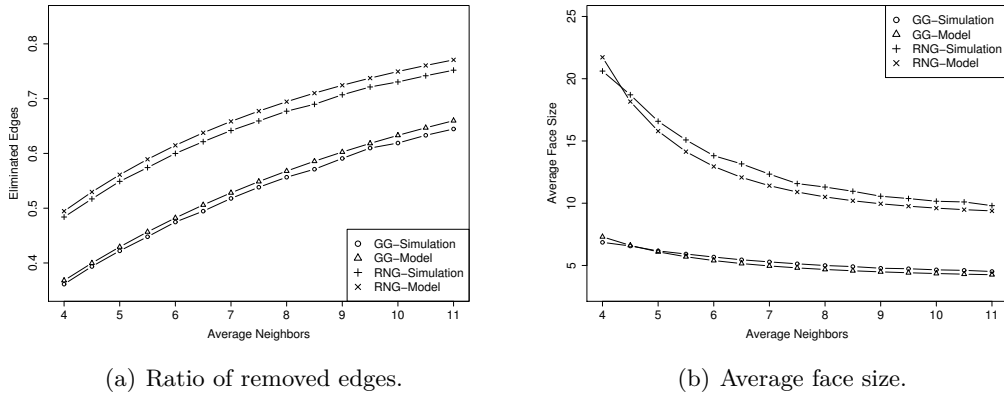 Eliminated Edges
0.8
0.7
0.6
0.5
0.4
GG−Simulation
GG−Model
RNG−Simulation
RNG−Model
4 5 6 7 8 9 10 11
Average Neighbors
(a) Ratio of removed edges.
Average Face Size
25
20
15
10
5
GG−Simulation
GG−Model
RNG−Simulation
RNG−Model
4 5 6 7 8 9 10 11
Average Neighbors
(b) Average face size.